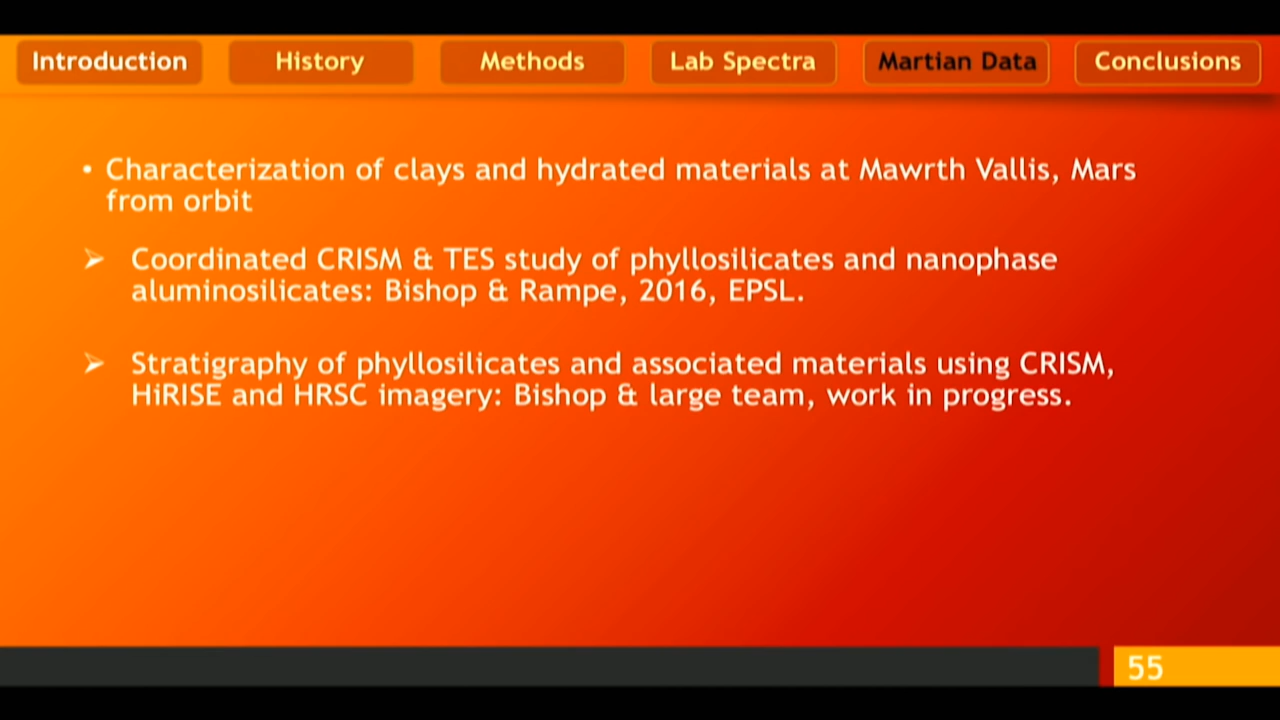 Introduction
History
Methods
Lab Spectra
Martian Data
Conclusions
• Characterization of clays and hydrated materials at Mawrth Vallis, Mars
from orbit
➢ Coordinated CRISM & TES study of phyllosilicates and nanophase
aluminosilicates: Bishop & Rampe, 2016, EPSL.
➢ Stratigraphy of phyllosilicates and associated materials using CRISM,
HiRISE and HRSC imagery: Bishop & large team, work in progress.
55